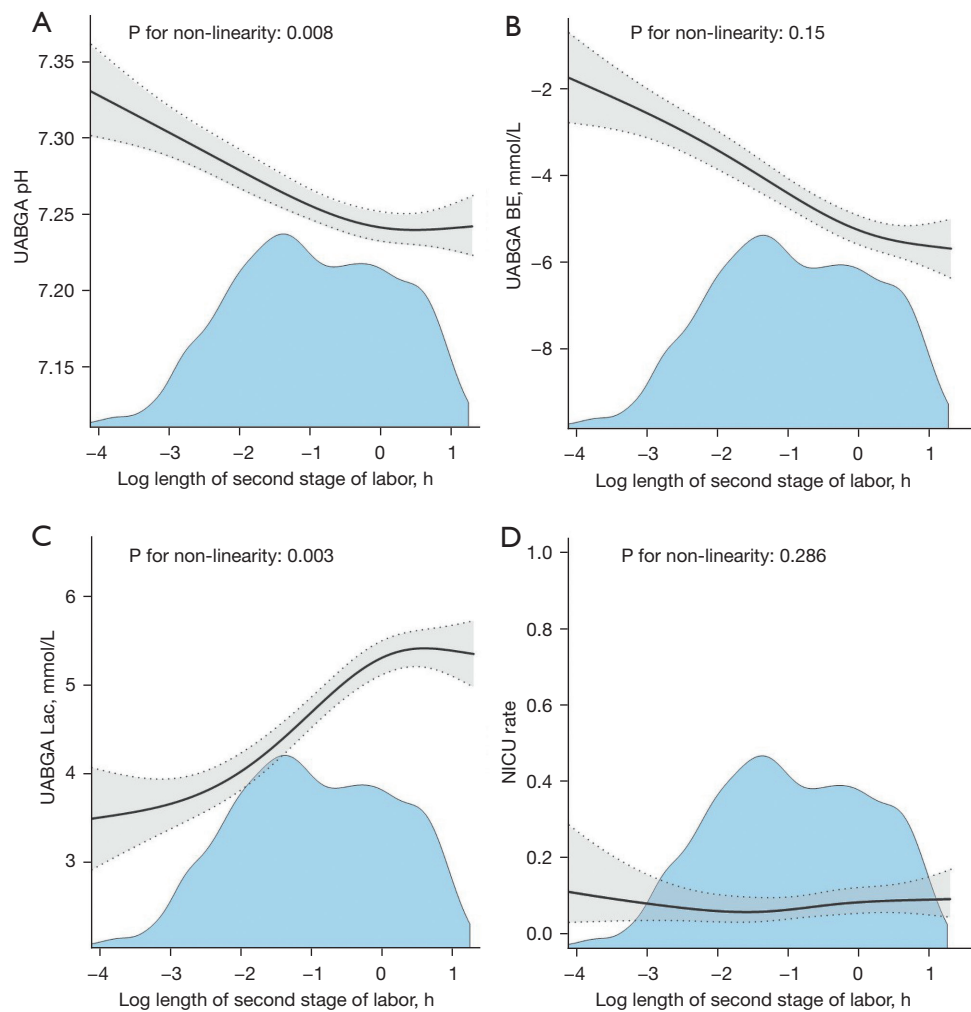 A
P for non-linearity: 0.008
UABGA pH
7.35
7.30
7.25
7.20
7.15
–4 –3 –2 –1 0 1
Log length of second stage of labor, h
B
P for non-linearity: 0.15
UABGA BE, mmol/L
–2
–4
–6
–8
–4 –3 –2 –1 0 1
Log length of second stage of labor, h
C
P for non-linearity: 0.003
UABGA Lac, mmol/L
6
5
4
3
–4 –3 –2 –1 0 1
Log length of second stage of labor, h
D
P for non-linearity: 0.286
NICU rate
1.0
0.8
0.6
0.4
0.2
0.0
–4 –3 –2 –1 0 1
Log length of second stage of labor, h